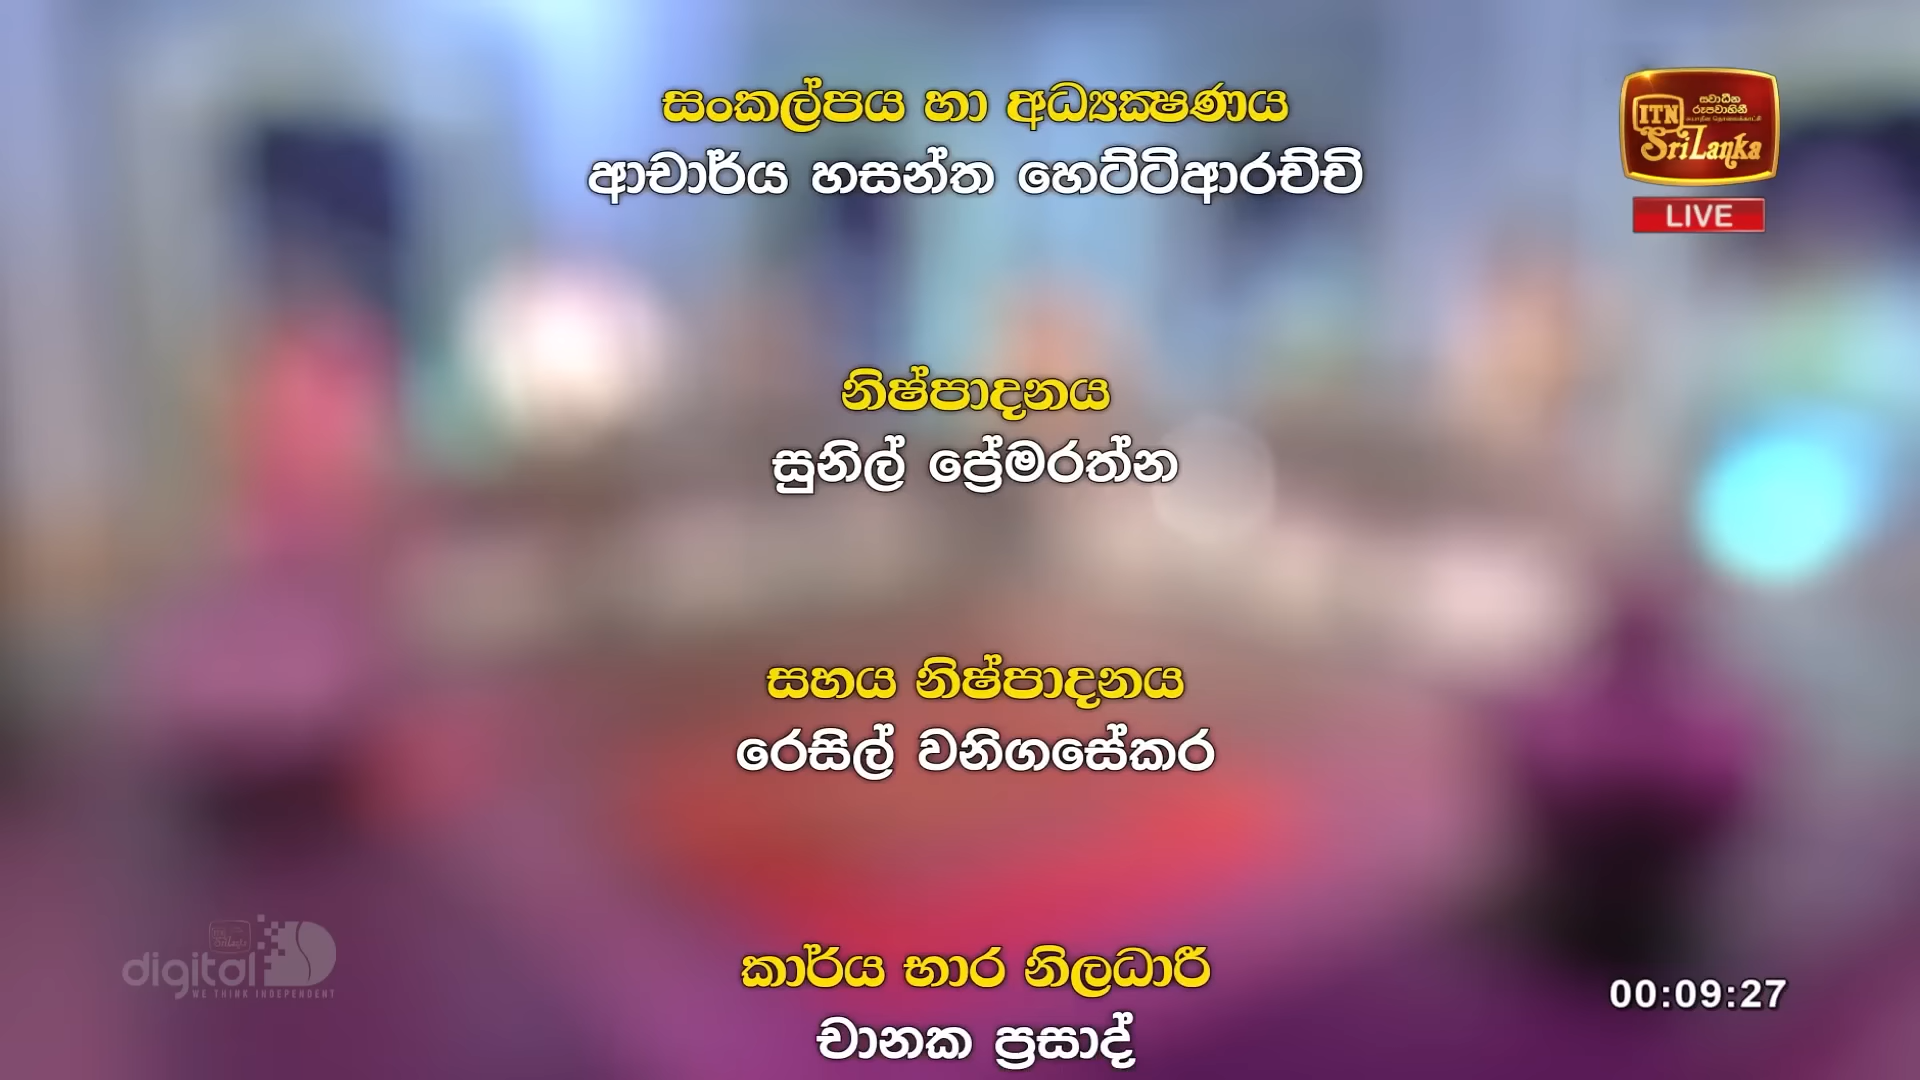 සංකල්පය හා අධ්‍යක්ෂණය
ආචාර්ය හසන්ත හෙට්ටිආරච්චි
නිෂ්පාදනය
සුනිල් ප්‍රේමරත්න
සහය නිෂ්පාදනය
රෙසිල් වනිගසේකර
කාර්ය භාර නිලධාරී
චානක ප්‍රසාද්
ස්වාධීන
රූපවාහිනී
ITN
SriLanka
LIVE
digital
WE THINK INDEPENDENT
00:09:27